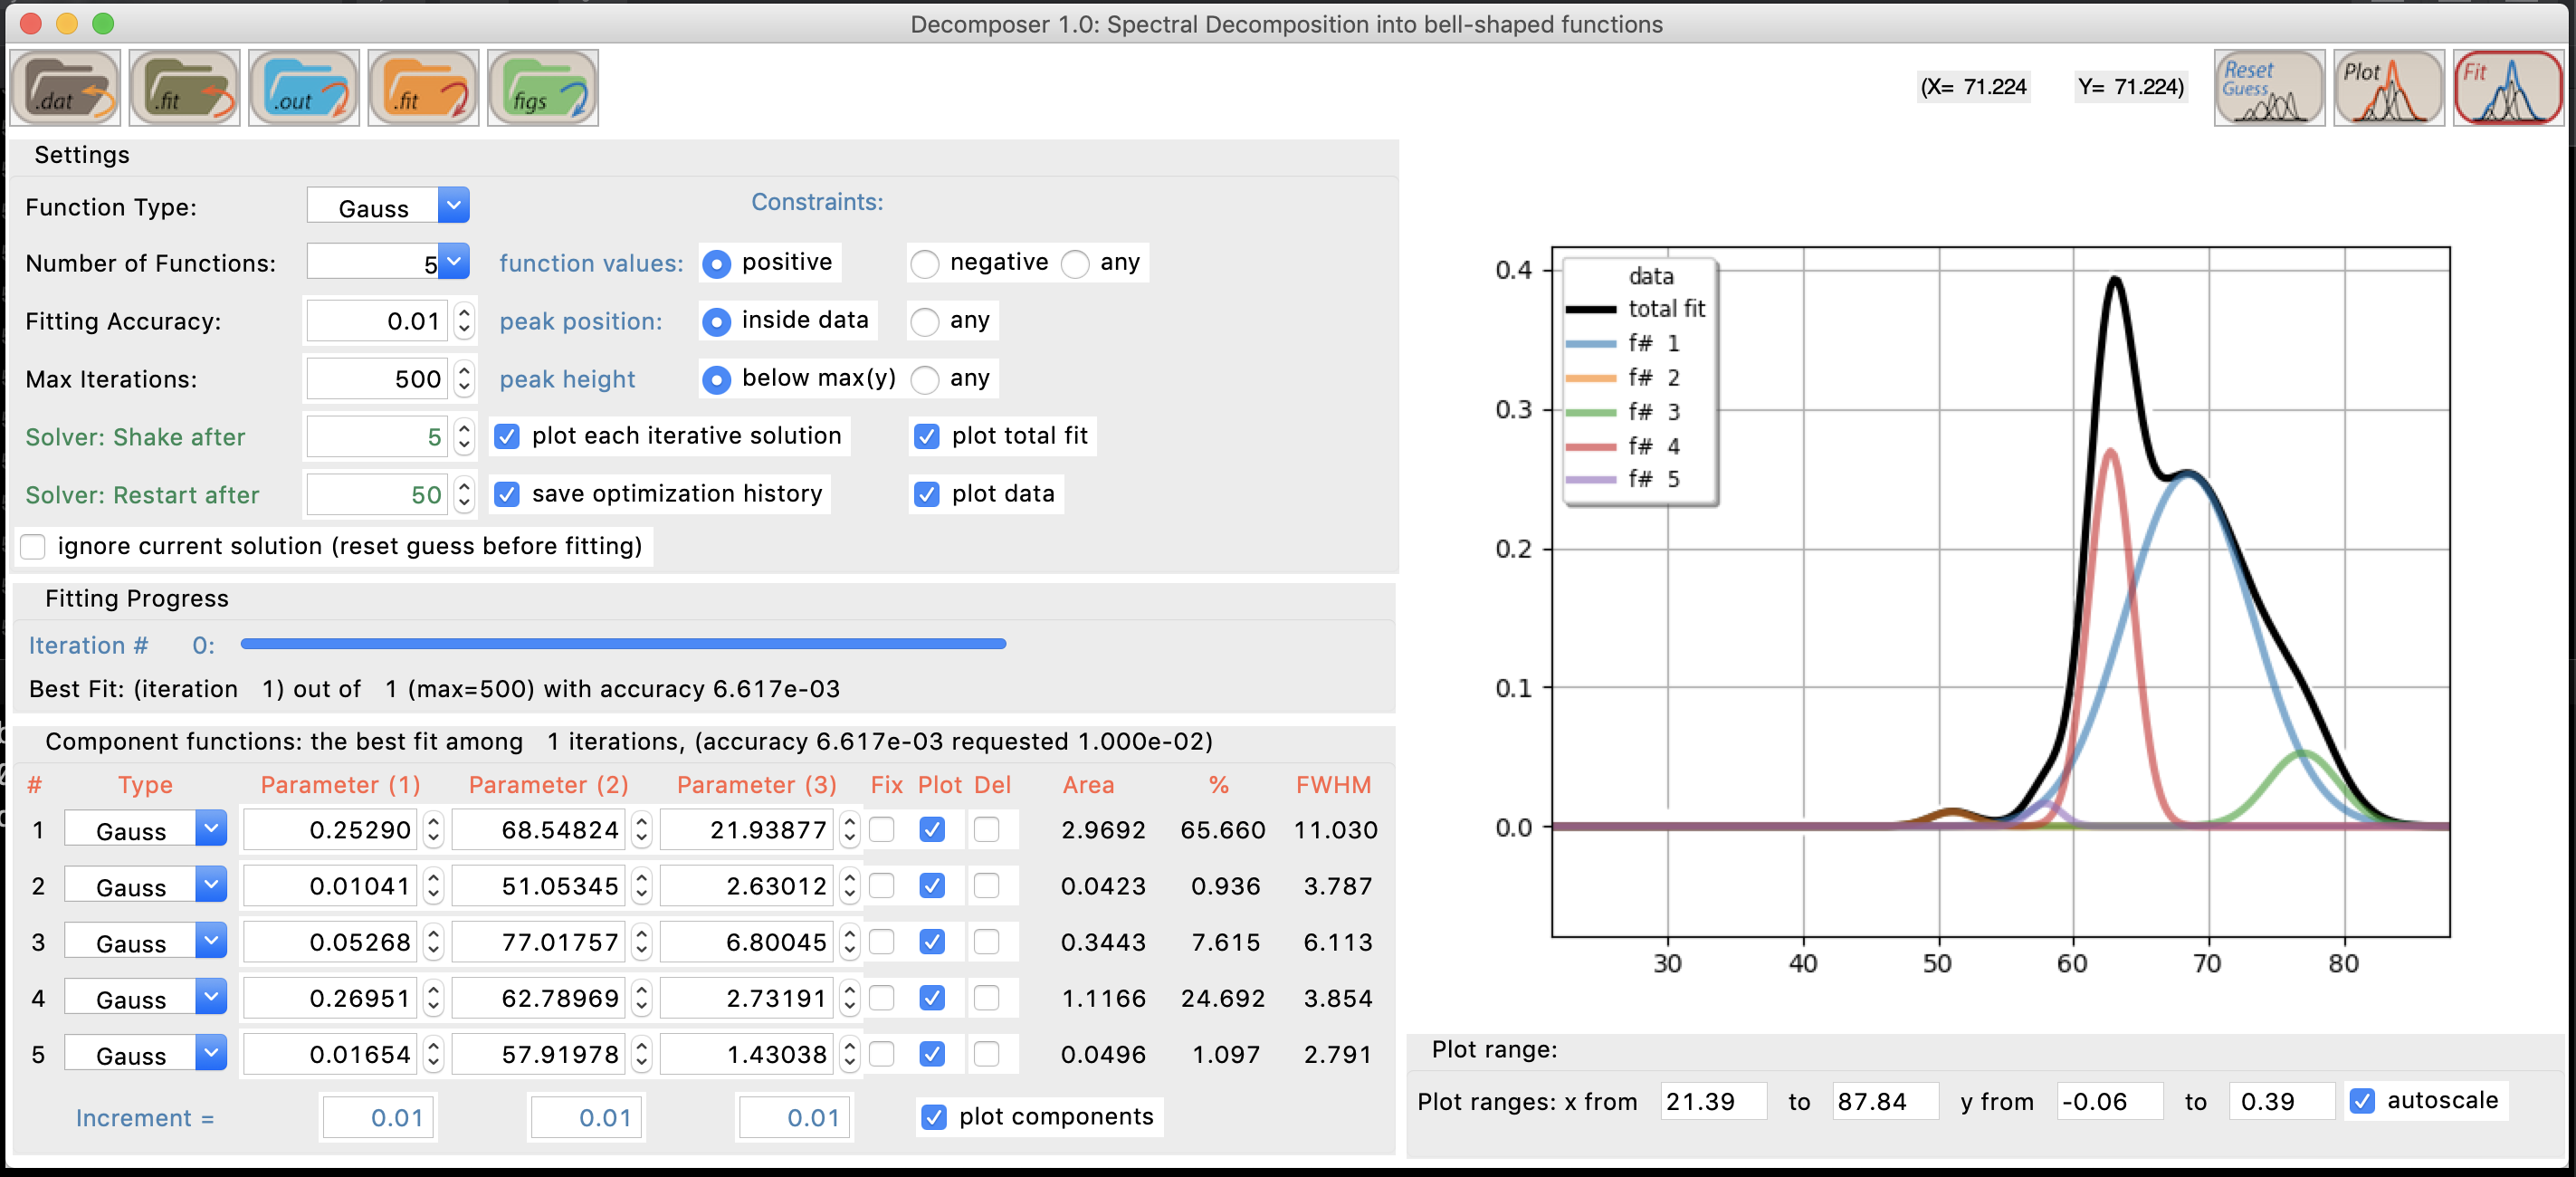 Decomposer 1.0: Spectral Decomposition into bell-shaped functions
.dat .fit .out .fit figs (X= 71.224 Y= 71.224) Reset Guess Plot Fit
Settings
Function Type: Gauss Constraints:
Number of Functions: 5 function values: positive negative any
Fitting Accuracy: 0.01 peak position: inside data any
Max Iterations: 500 peak height below max(y) any
Solver: Shake after 5 plot each iterative solution plot total fit
Solver: Restart after 50 save optimization history plot data
ignore current solution (reset guess before fitting)
Fitting Progress
Iteration # 0:
Best Fit: (iteration 1) out of 1 (max=500) with accuracy 6.617e-03
Component functions: the best fit among 1 iterations, (accuracy 6.617e-03 requested 1.000e-02)
# Type Parameter (1) Parameter (2) Parameter (3) Fix Plot Del Area % FWHM
1 Gauss 0.25290 68.54824 21.93877 2.9692 65.660 11.030
2 Gauss 0.01041 51.05345 2.63012 0.0423 0.936 3.787
3 Gauss 0.05268 77.01757 6.80045 0.3443 7.615 6.113
4 Gauss 0.26951 62.78969 2.73191 1.1166 24.692 3.854
5 Gauss 0.01654 57.91978 1.43038 0.0496 1.097 2.791
Increment = 0.01 0.01 0.01 plot components
data
total fit
f# 1
f# 2
f# 3
f# 4
f# 5
0.4
0.3
0.2
0.1
0.0
30 40 50 60 70 80
Plot range:
Plot ranges: x from 21.39 to 87.84 y from -0.06 to 0.39 autoscale